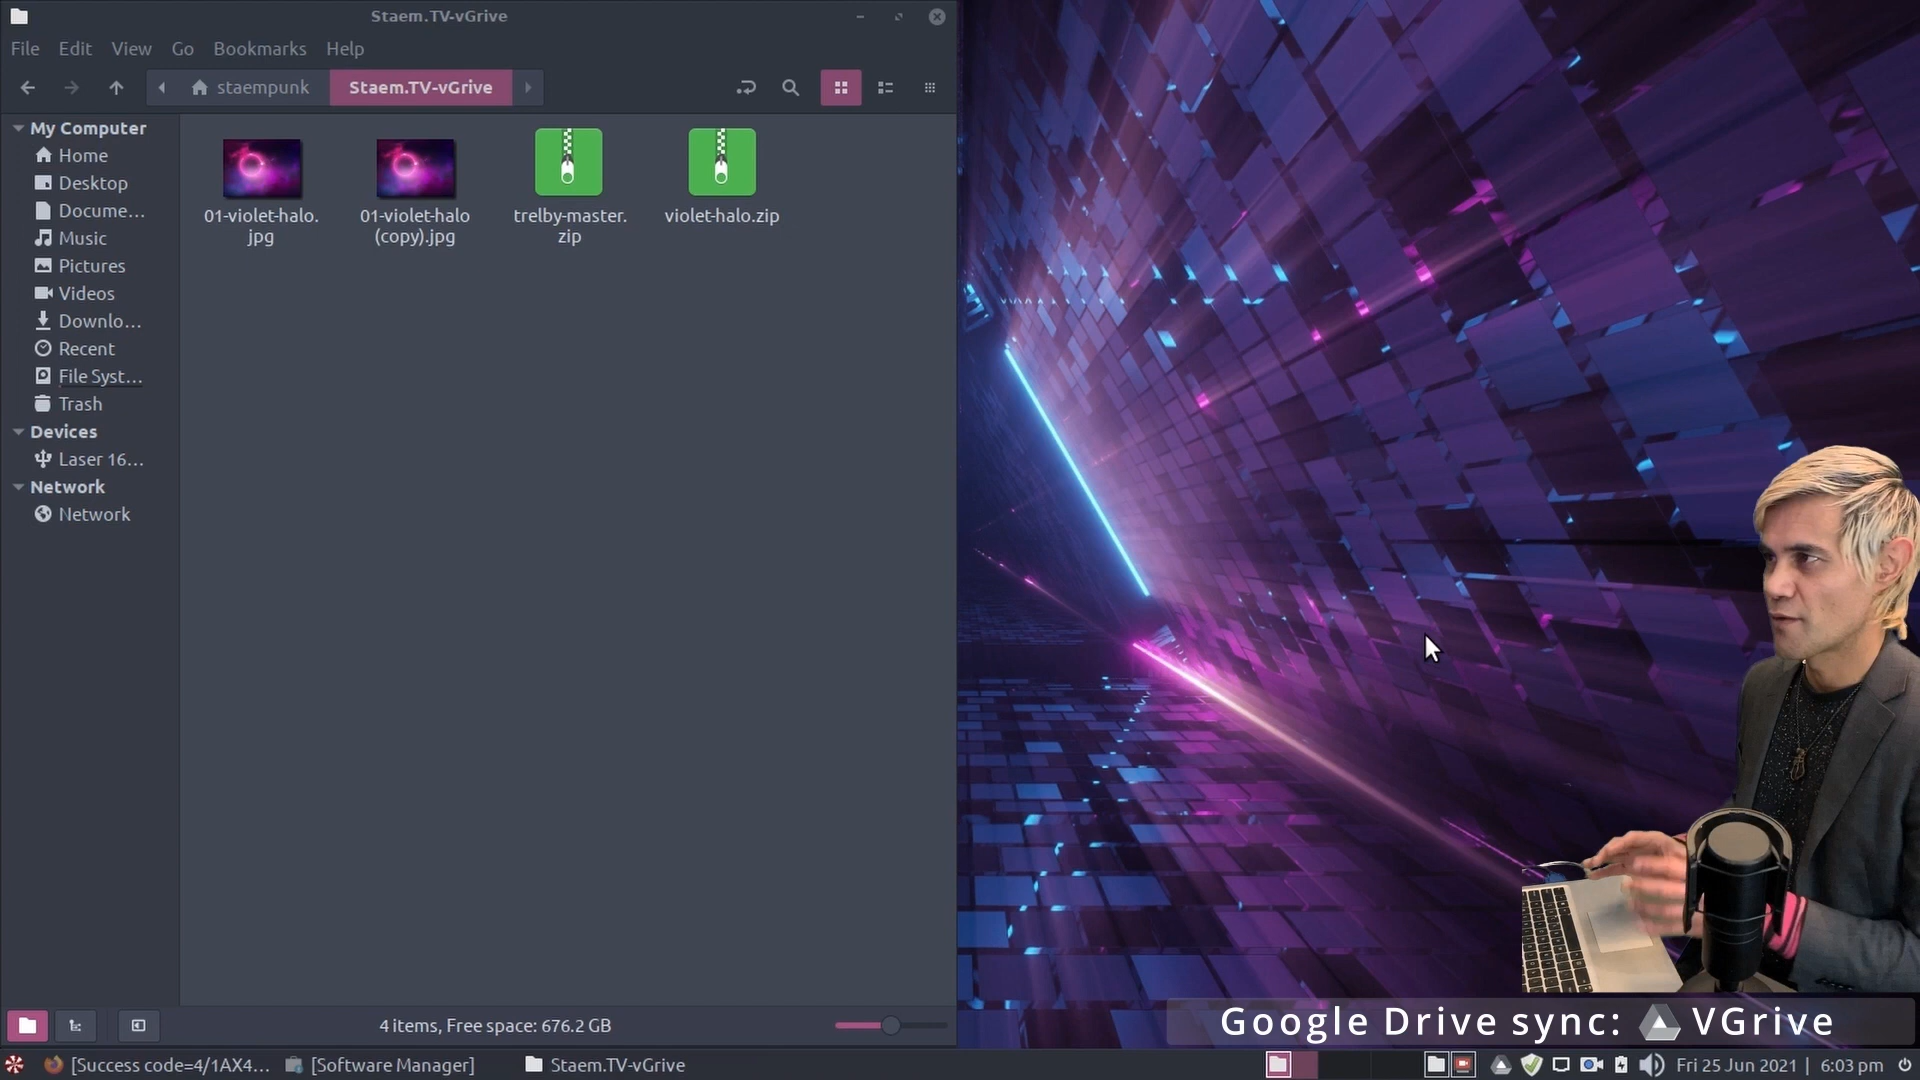 Staem.TV-vGrive
File Edit View Go Bookmarks Help
staempunk Staem.TV-vGrive
My Computer
Home
Desktop
Docume...
Music
Pictures
Videos
Downlo...
Recent
File Syst...
Trash
Devices
Laser 16...
Network
Network
01-violet-halo.
jpg
01-violet-halo
(copy).jpg
trelby-master.
zip
violet-halo.zip
4 items, Free space: 676.2 GB
Google Drive sync: VGrive
[Success code=4/1AX4... [Software Manager] Staem.TV-vGrive Fri 25 Jun 2021 | 6:03 pm